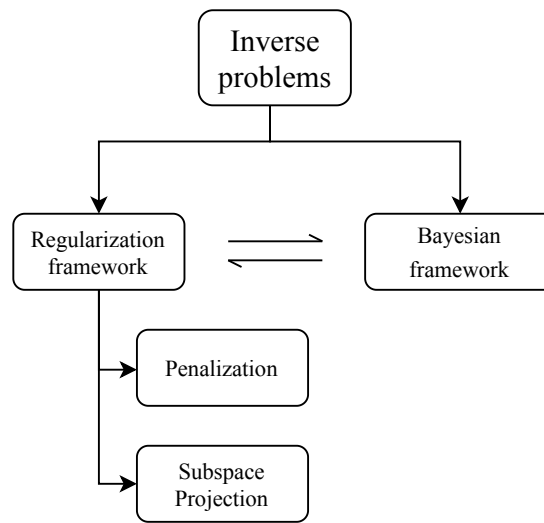 Inverse
problems
Regularization
framework
Bayesian
framework
Penalization
Subspace
Projection